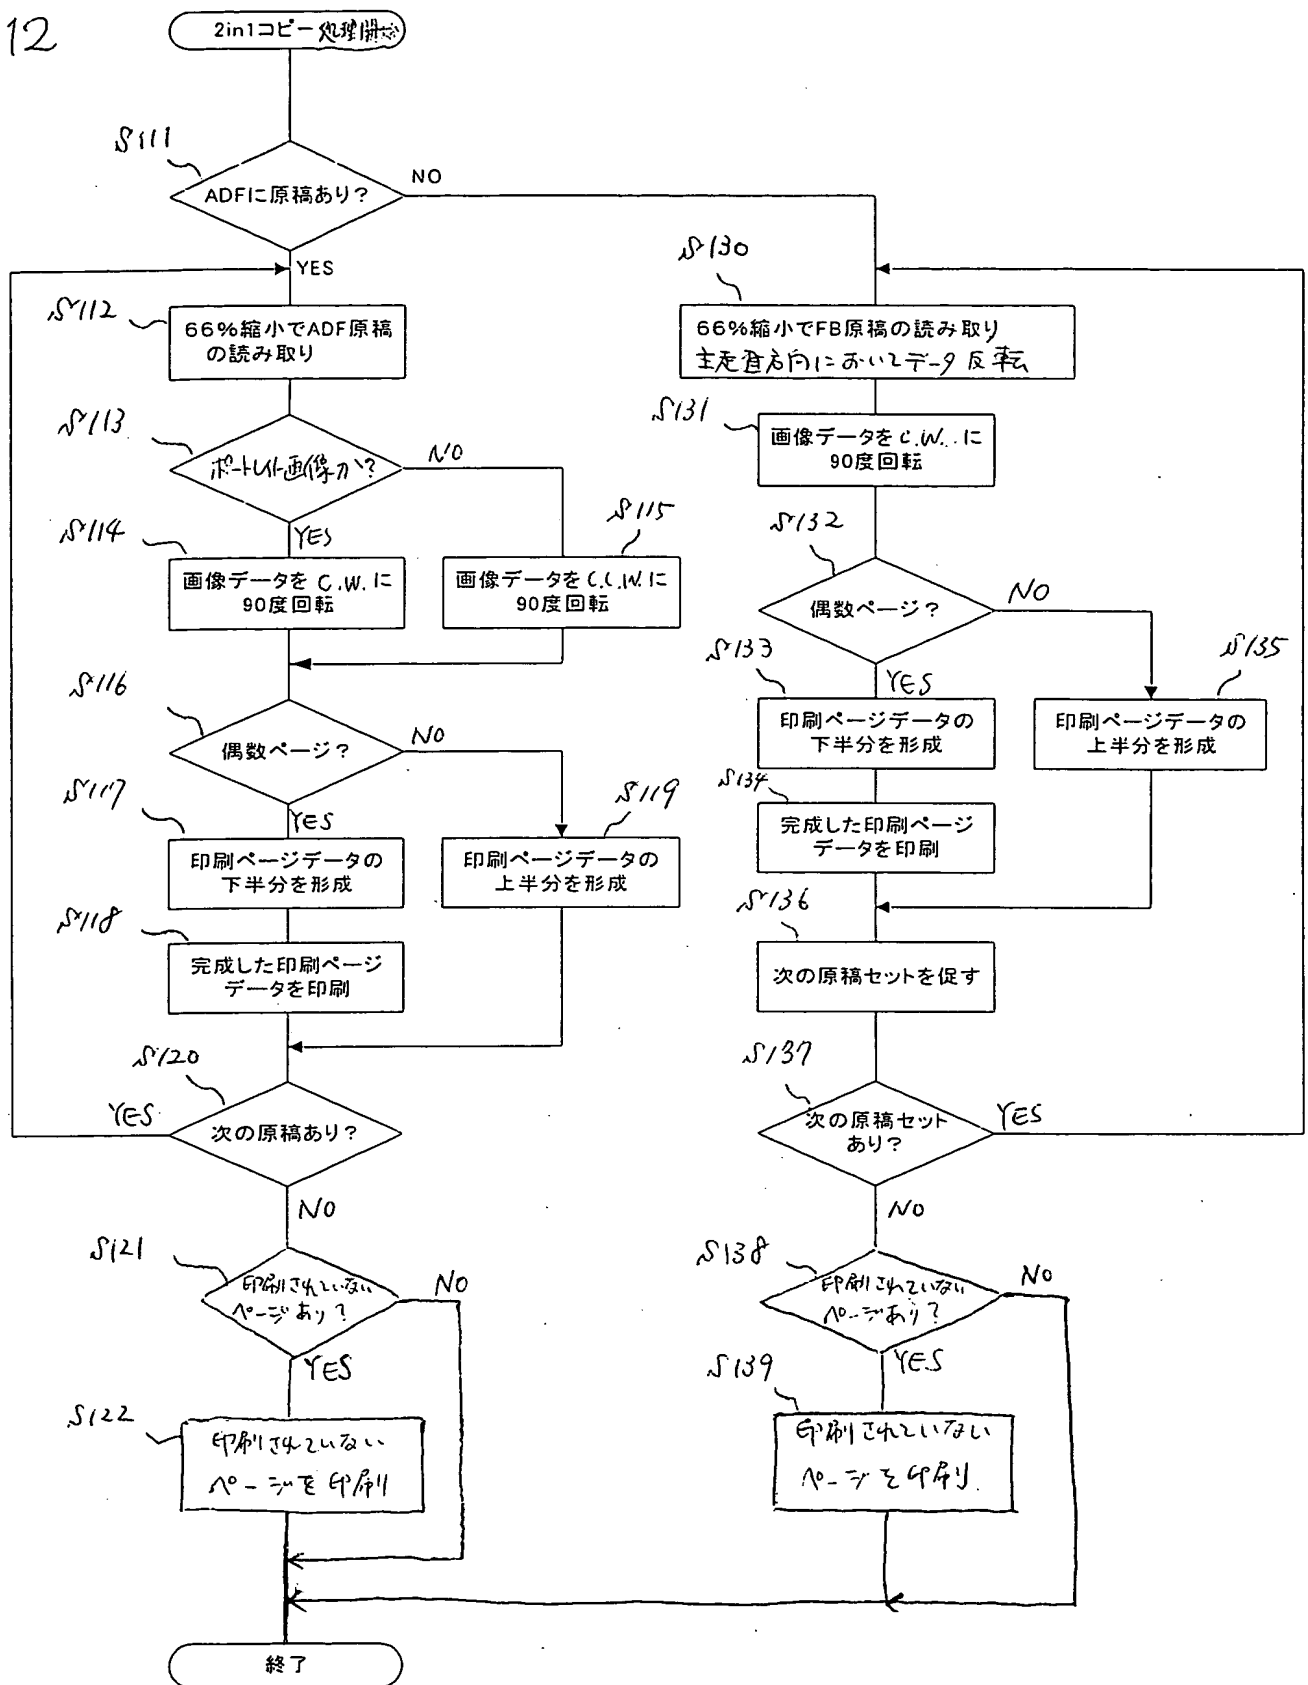 12
2in1コピー処理開始
S111
ADFに原稿あり?
NO
YES
S112
66%縮小でADF原稿
の読み取り
S113
ポートレイト画像か?
NO
YES
S114
画像データをC.W.に
90度回転
S115
画像データをC.C.W.に
90度回転
S116
偶数ページ?
NO
YES
S117
印刷ページデータの
下半分を形成
S119
印刷ページデータの
上半分を形成
S118
完成した印刷ページ
データを印刷
S120
次の原稿あり?
YES
NO
S121
印刷されていない
ページあり?
NO
YES
S122
印刷されていない
ページを印刷
終了
S130
66%縮小でFB原稿の読み取り
主走査方向においてデータ反転
S131
画像データをC.W.に
90度回転
S132
偶数ページ?
NO
YES
S133
印刷ページデータの
下半分を形成
S135
印刷ページデータの
上半分を形成
S134
完成した印刷ページ
データを印刷
S136
次の原稿セットを促す
S137
次の原稿セット
あり?
YES
NO
S138
印刷されていない
ページあり?
NO
YES
S139
印刷されていない
ページを印刷